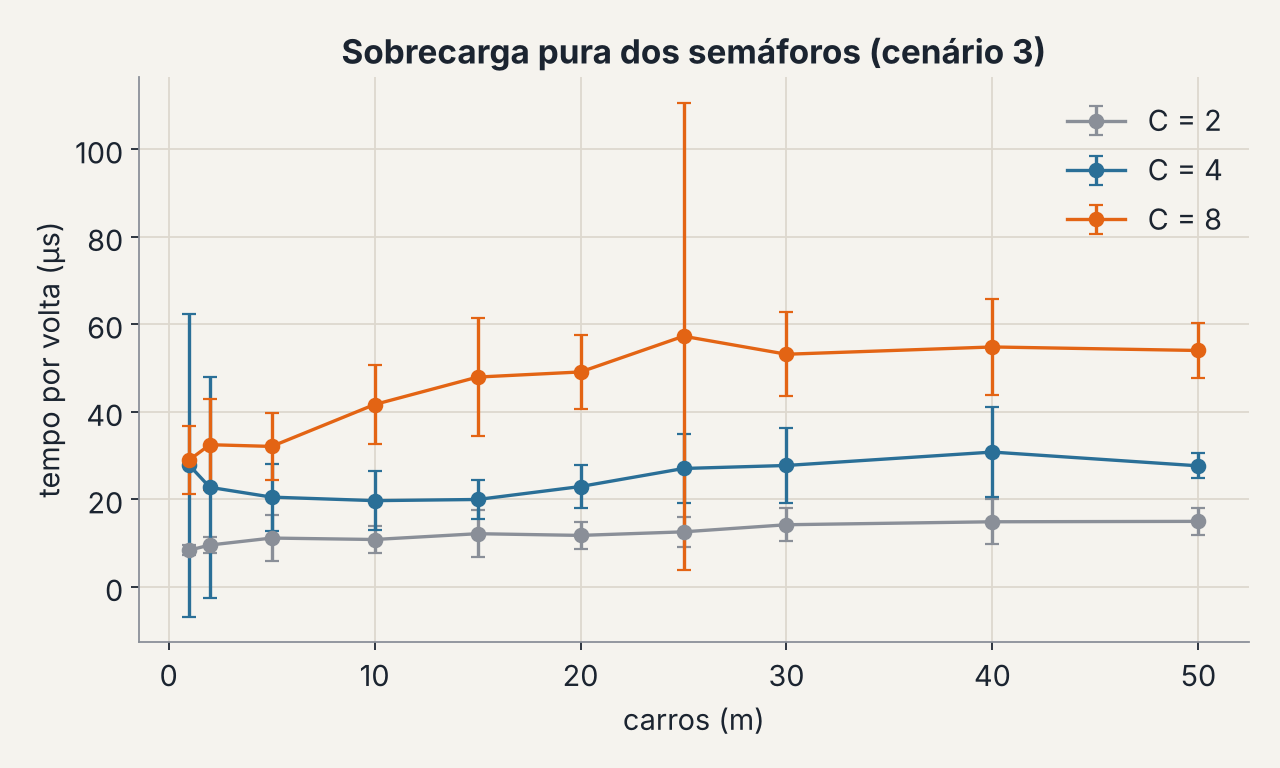 Sobrecarga pura dos semáforos (cenário 3)
C = 2
C = 4
C = 8
tempo por volta (µs)
100
80
60
40
20
0
0 10 20 30 40 50
carros (m)